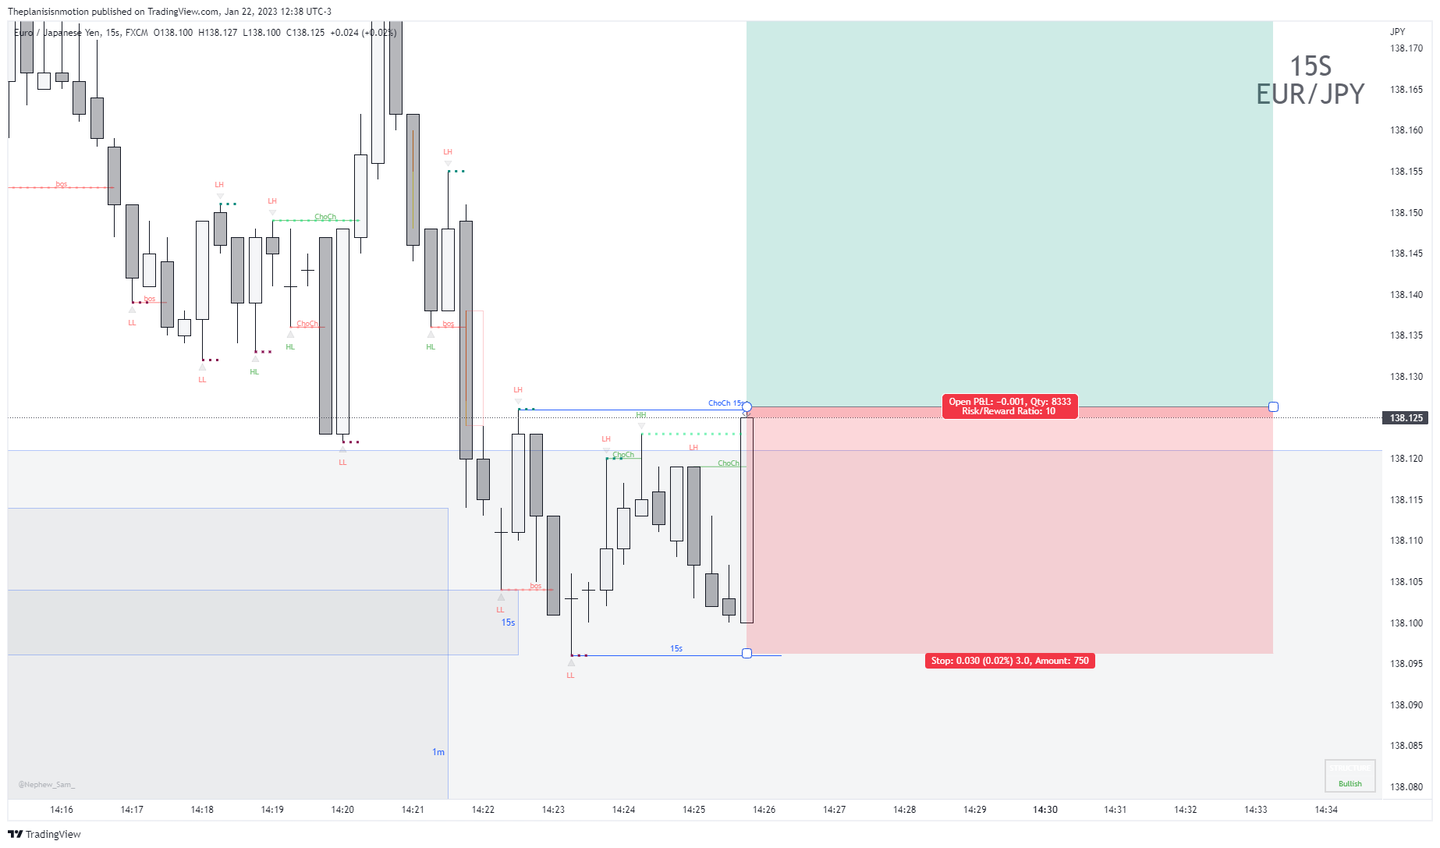 Theplanisisnmotion published on TradingView.com, Jan 22, 2023 12:38 UTC-3
Euro / Japanese Yen, 15s, FXCM O138.100 H138.127 L138.100 C138.125 +0.024 (+0.02%)
JPY
15S
EUR/JPY
138.170
138.165
138.160
138.155
138.150
138.145
138.140
138.135
138.130
138.125
138.120
138.115
138.110
138.105
138.100
138.095
138.090
138.085
138.080
bos
LH
LH
ChoCh
LH
bos
LL
ChoCh
HL
HL
LL
LL
bos
HL
LH
ChoCh 15s
HH
LH
ChoCh
LH
ChoCh
bos
LL
15s
15s
LL
1m
Open P&L: −0.001, Qty: 8333
Risk/Reward Ratio: 10
Stop: 0.030 (0.02%) 3.0, Amount: 750
@Nephew_Sam_
Bullish
14:16 14:17 14:18 14:19 14:20 14:21 14:22 14:23 14:24 14:25 14:26 14:27 14:28 14:29 14:30 14:31 14:32 14:33 14:34
TradingView